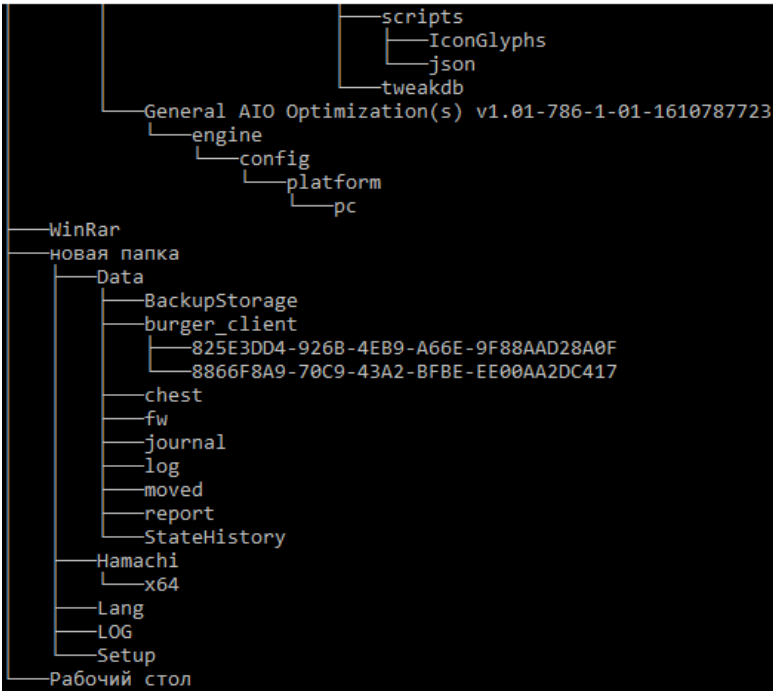 scripts
IconGlyphs
json
tweakdb
General AIO Optimization(s) v1.01-786-1-01-1610787723
engine
config
platform
pc
WinRar
новая папка
Data
BackupStorage
burger_client
825E3DD4-926B-4EB9-A66E-9F88AAD28A0F
8866F8A9-70C9-43A2-BFBE-EE00AA2DC417
chest
fw
journal
log
moved
report
StateHistory
Hamachi
x64
Lang
LOG
Setup
Рабочий стол